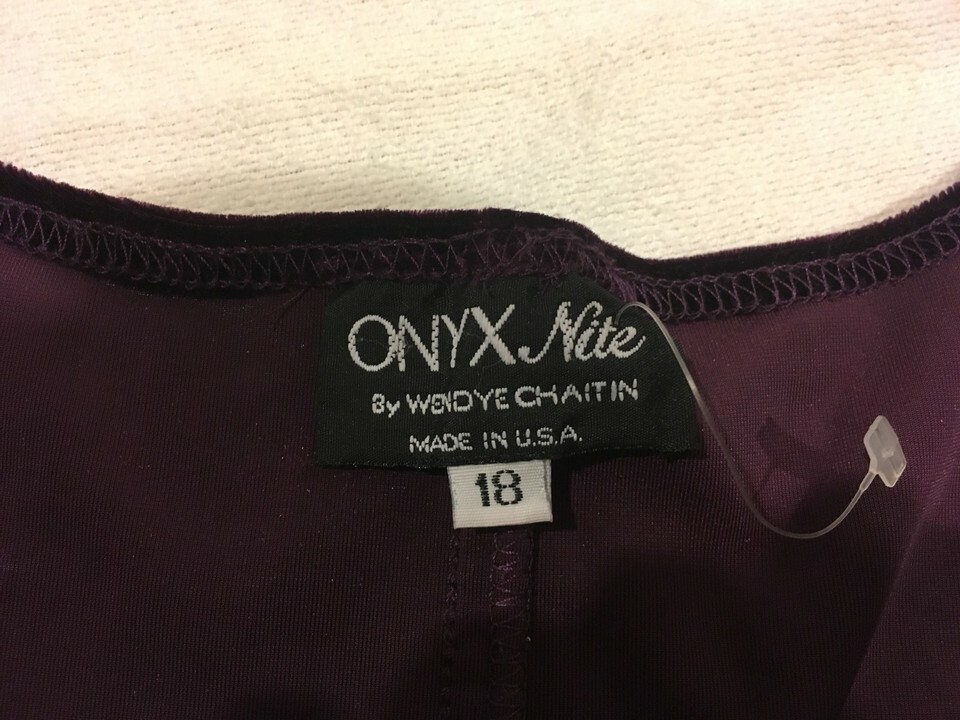 ONYX Nite
By WENDYE CHAITIN
MADE IN U.S.A.
18